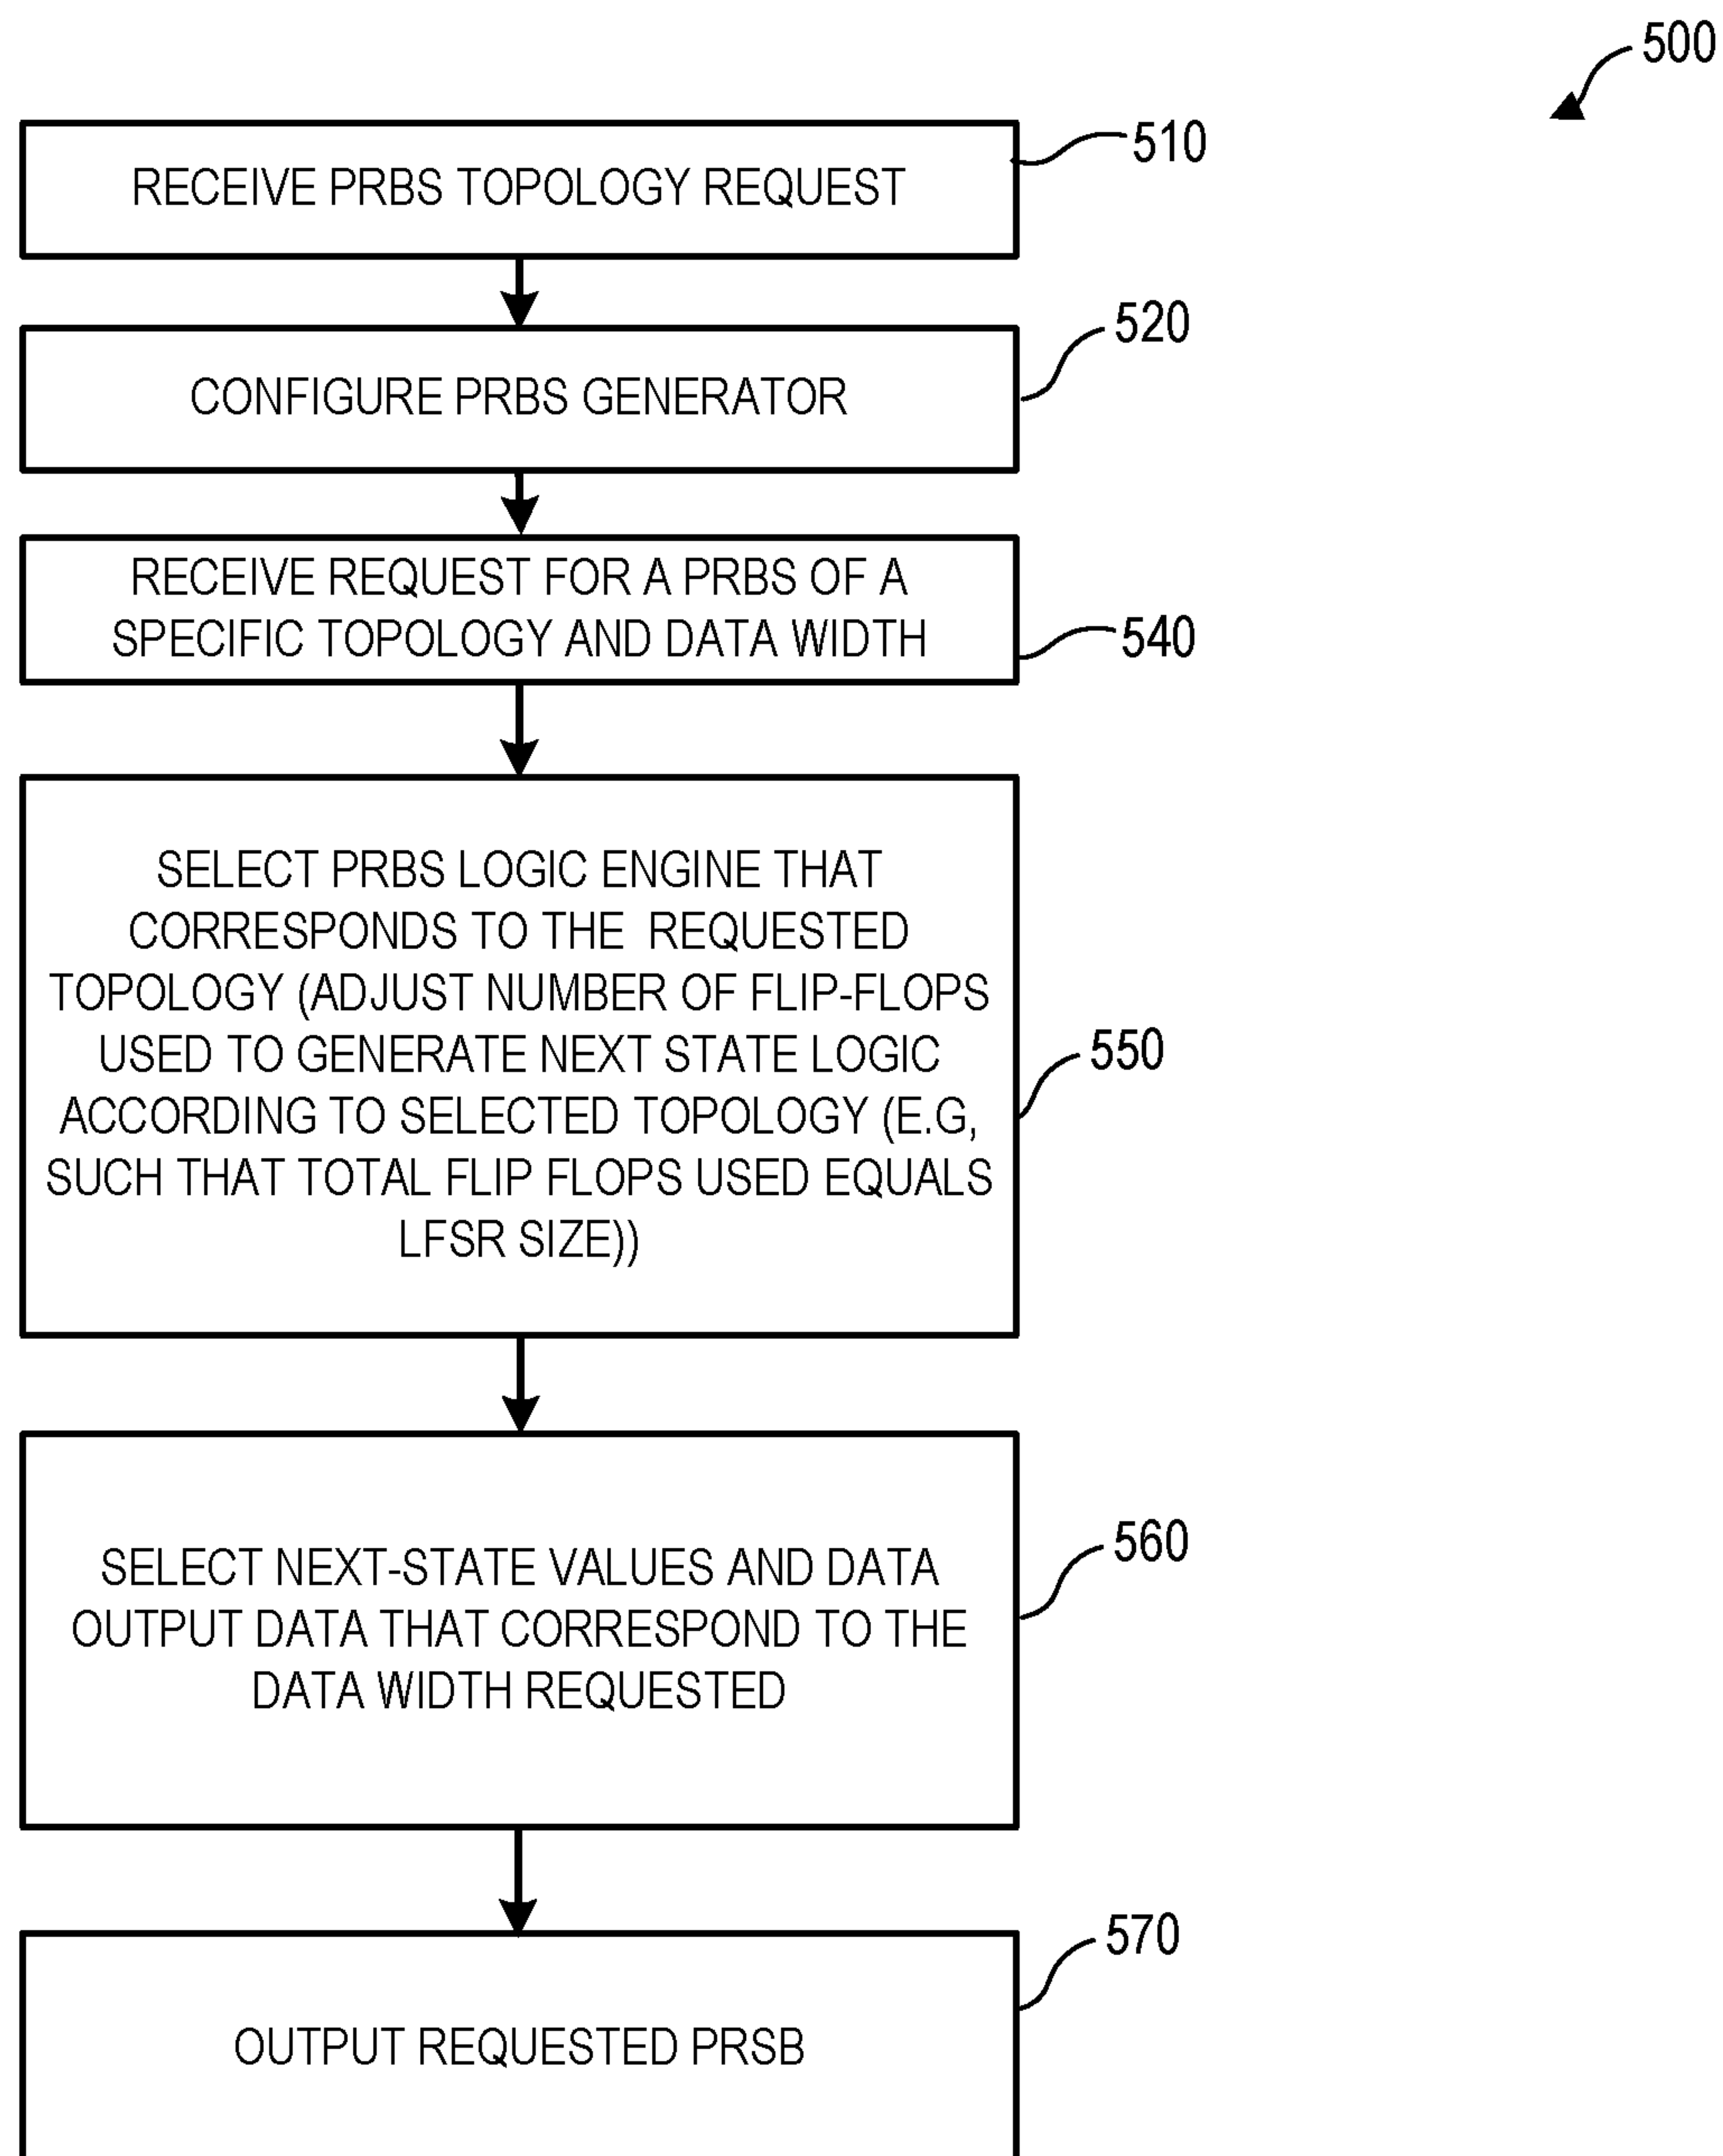 500
510
RECEIVE PRBS TOPOLOGY REQUEST
520
CONFIGURE PRBS GENERATOR
RECEIVE REQUEST FOR A PRBS OF A
SPECIFIC TOPOLOGY AND DATA WIDTH
540
SELECT PRBS LOGIC ENGINE THAT
CORRESPONDS TO THE REQUESTED
TOPOLOGY (ADJUST NUMBER OF FLIP-FLOPS
USED TO GENERATE NEXT STATE LOGIC
550
ACCORDING TO SELECTED TOPOLOGY (E.G,
SUCH THAT TOTAL FLIP FLOPS USED EQUALS
LFSR SIZE))
560
SELECT NEXT-STATE VALUES AND DATA
OUTPUT DATA THAT CORRESPOND TO THE
DATA WIDTH REQUESTED
570
OUTPUT REQUESTED PRSB